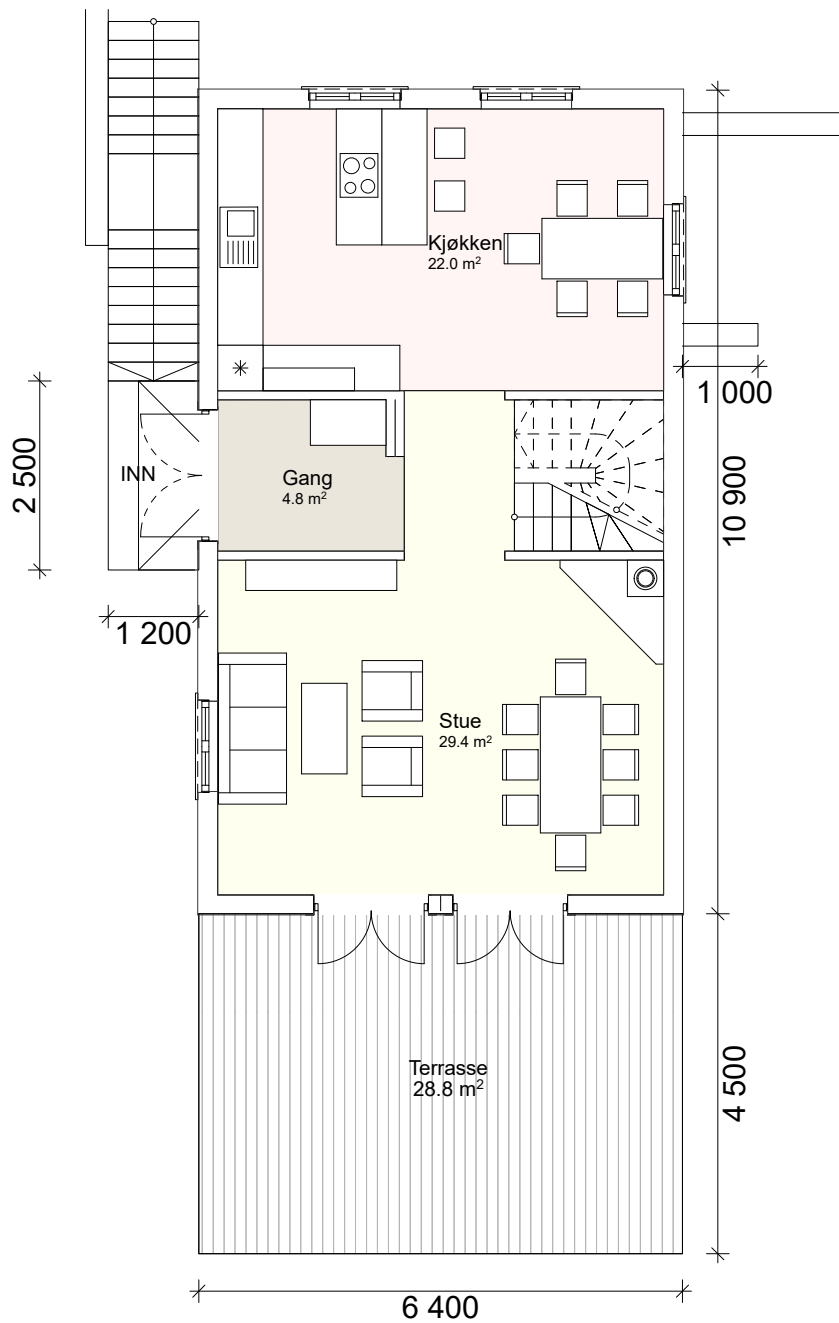 Kjøkken
22.0 m²
1 000
2 500
INN
Gang
4.8 m²
10 900
1 200
Stue
29.4 m²
Terrasse
28.8 m²
4 500
6 400